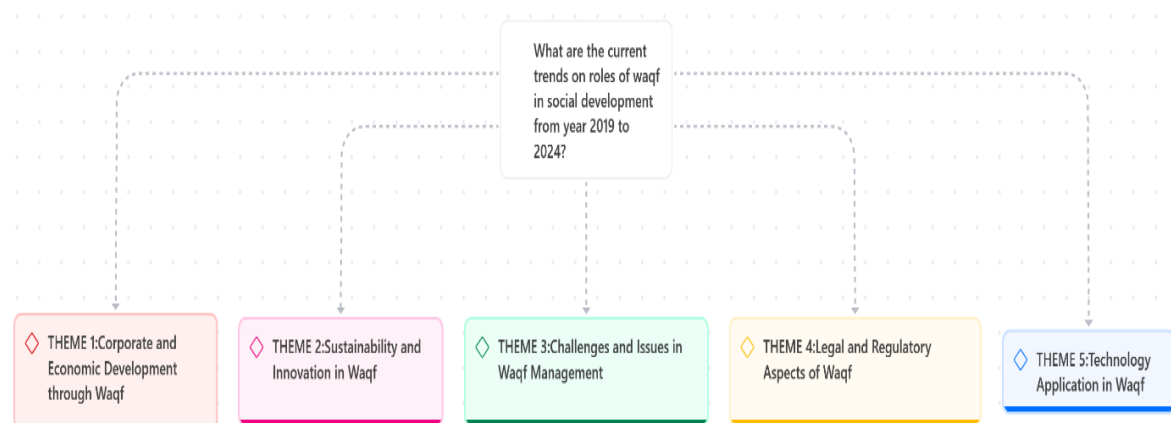 What are the current
trends on roles of waqf
in social development
from year 2019 to
2024?
THEME 1:Corporate and
Economic Development
through Waqf
THEME 2:Sustainability and
Innovation in Waqf
THEME 3:Challenges and Issues in
Waqf Management
THEME 4:Legal and Regulatory
Aspects of Waqf
THEME 5:Technology
Application in Waqf